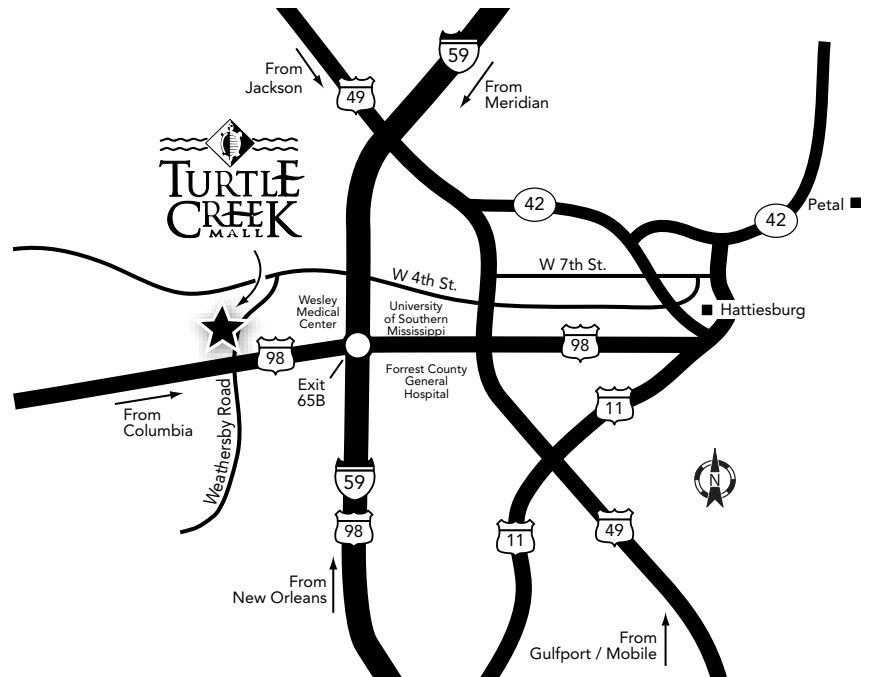 59
From
Jackson
49
From
Meridian
TURTLE
CREEK
MALL
42
Petal
42
W 7th St.
W 4th St.
Wesley
Medical
Center
University
of Southern
Mississippi
Hattiesburg
98
98
Exit
65B
Forrest County
General
Hospital
From
Columbia
Weathersby Road
11
59
98
11
49
N
From
New Orleans
From
Gulfport / Mobile